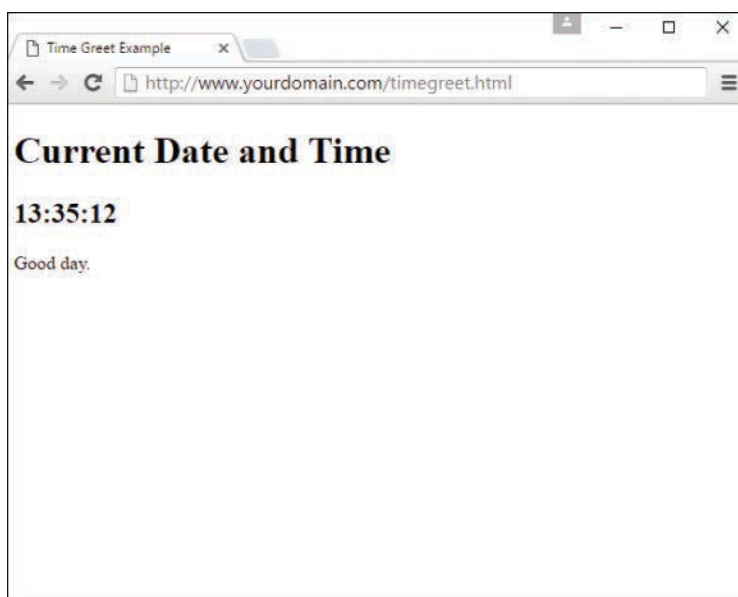 Time Greet Example
http://www.yourdomain.com/timegreet.html
Current Date and Time
13:35:12
Good day.